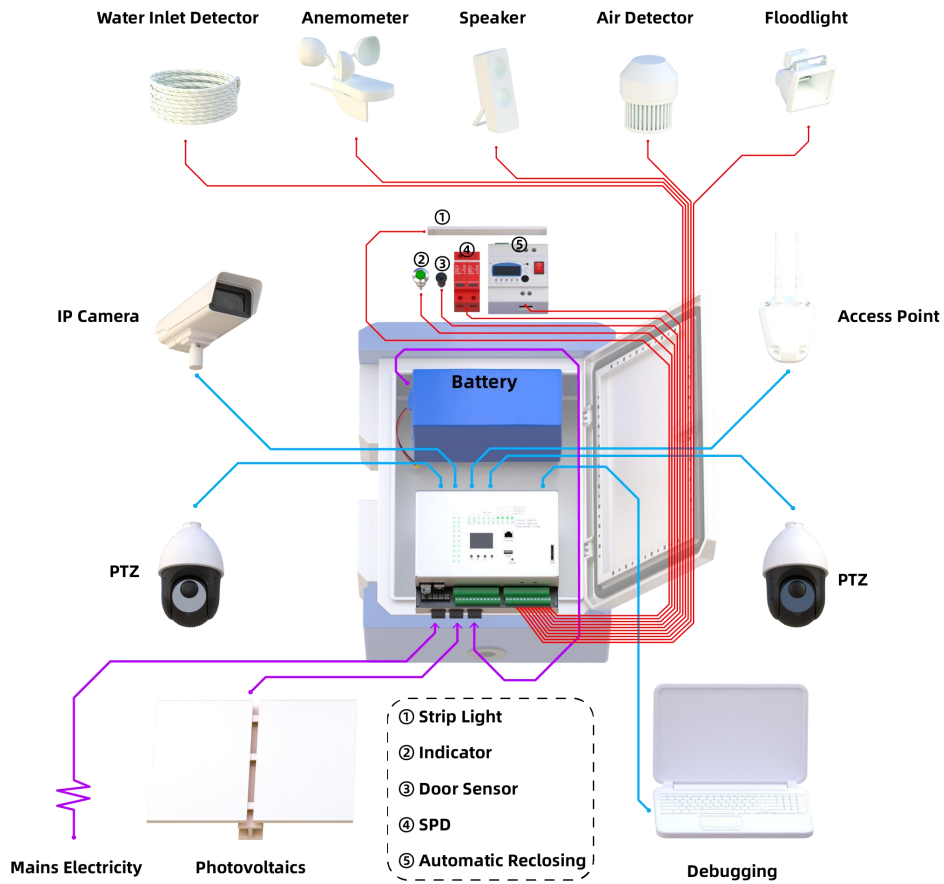 Water Inlet Detector
Anemometer
Speaker
Air Detector
Floodlight
①
②
③
④
⑤
IP Camera
Access Point
Battery
PTZ
PTZ
① Strip Light
② Indicator
③ Door Sensor
④ SPD
⑤ Automatic Reclosing
Mains Electricity
Photovoltaics
Debugging